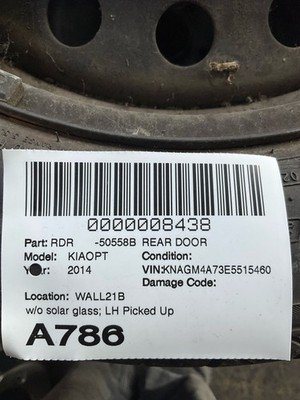 0000008438
Part: RDR -50558B REAR DOOR
Model: KIAOPT Condition:
Year: 2014 VIN:KNAGM4A73E5515460
Damage Code:
Location: WALL21B
w/o solar glass; LH Picked Up
A786